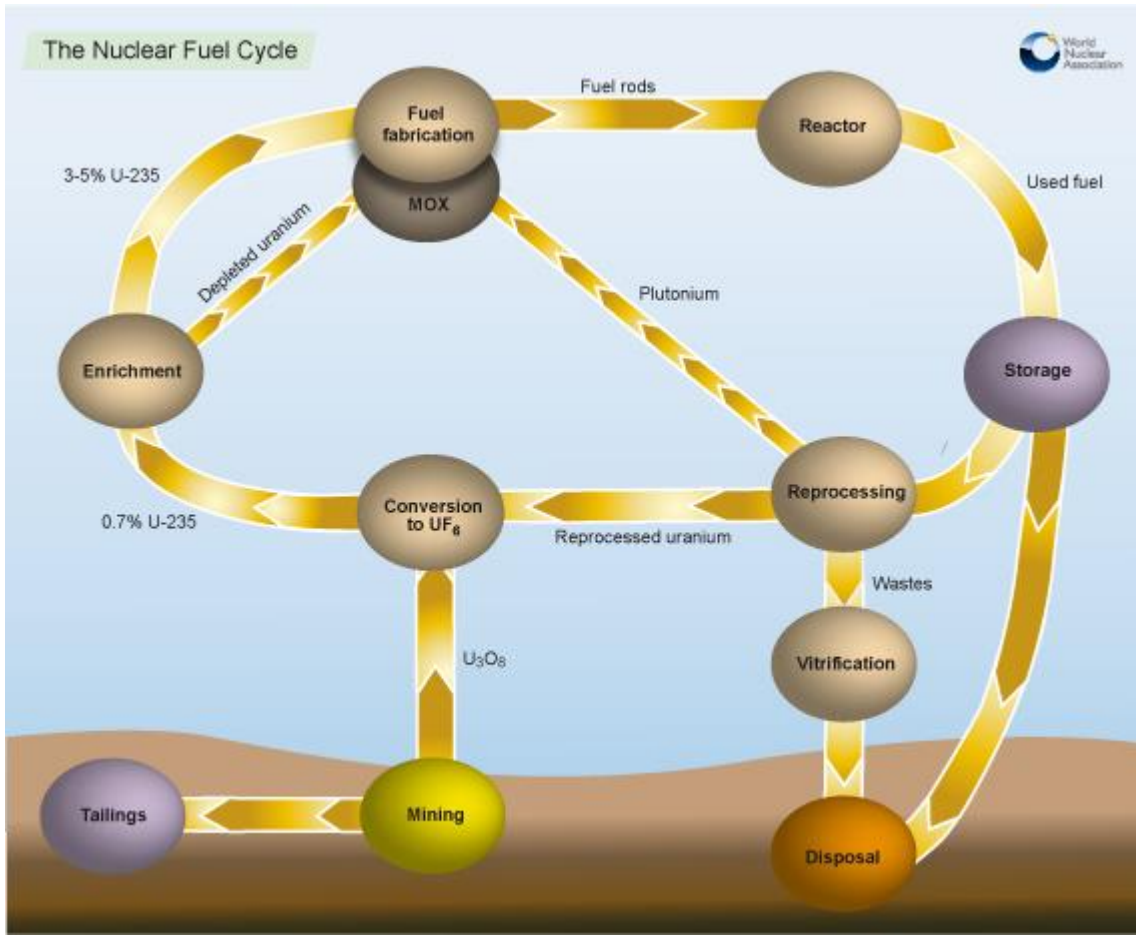 The Nuclear Fuel Cycle
World
Nuclear
Association
Fuel rods
Fuel
fabrication
Reactor
3-5% U-235
Used fuel
MOX
Depleted uranium
Plutonium
Enrichment
Storage
Reprocessing
Conversion
to UF₆
0.7% U-235
Reprocessed uranium
Wastes
U₃O₈
Vitrification
Tailings
Mining
Disposal